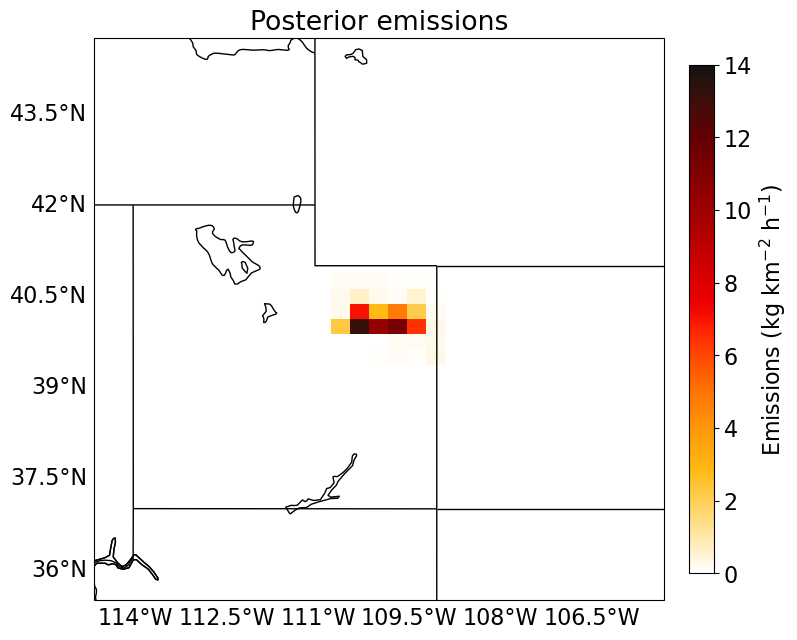 Posterior emissions
43.5°N
42°N
40.5°N
39°N
37.5°N
36°N
114°W 112.5°W 111°W 109.5°W 108°W 106.5°W
14
12
10
8
6
4
2
0
Emissions (kg km⁻² h⁻¹)